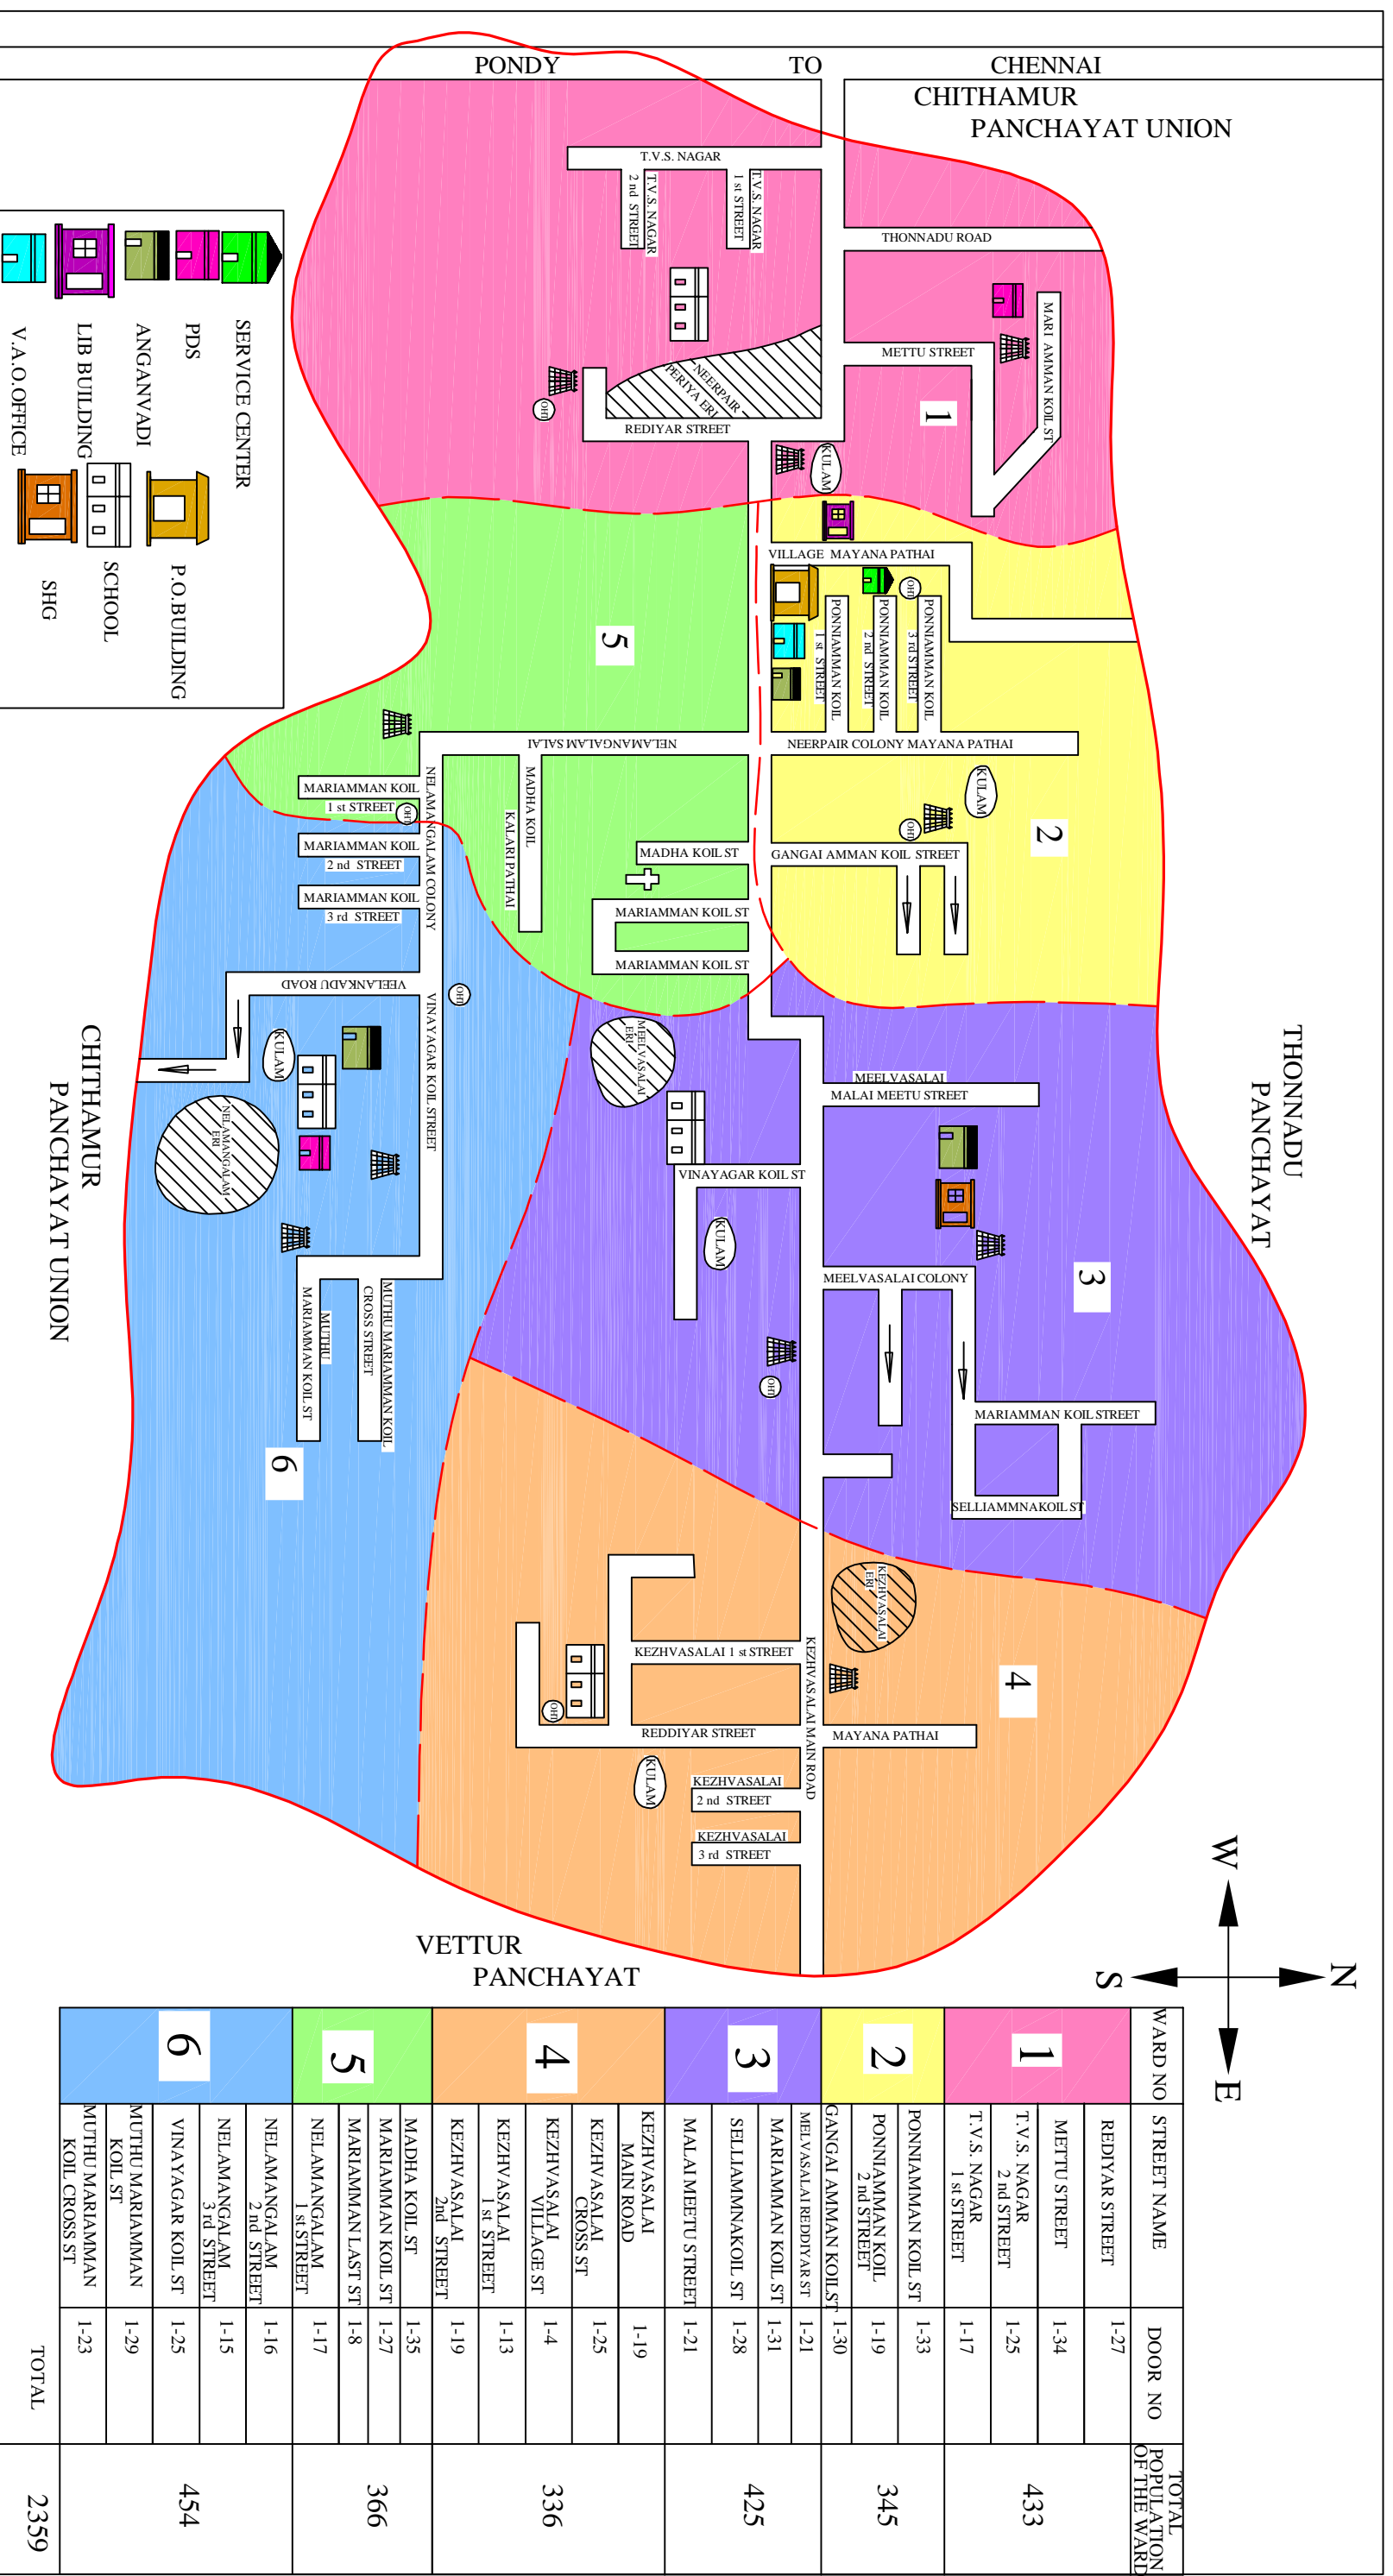 CHENNAI
TO
PONDY
CHITHAMUR
PANCHAYAT UNION
THONNADU
PANCHAYAT
N
W
E
S
THONNADU ROAD
MARI AMMAN KOIL ST
METTU STREET
1
T.V.S. NAGAR
T.V.S. NAGAR
1 st STREET
T.V.S. NAGAR
2 nd STREET
NEERPAIR
PERIYA ERI
REDIYAR STREET
OHT
KULAM
VILLAGE MAYANA PATHAI
PONNIAMMAN KOIL
3 rd STREET
PONNIAMMAN KOIL
2 nd STREET
PONNIAMMAN KOIL
1 st STREET
OHT
NEERPAIR COLONY MAYANA PATHAI
KULAM
OHT
2
GANGAI AMMAN KOIL STREET
5
NELAMANGALAM SALAI
MADHA KOIL
KALARI PATHAI
MADHA KOIL ST
MARIAMMAN KOIL ST
MARIAMMAN KOIL ST
NELAMANGALAM COLONY
MARIAMMAN KOIL
1 st STREET
OHT
MARIAMMAN KOIL
2 nd STREET
MARIAMMAN KOIL
3 rd STREET
VEELANKADU ROAD
VINAYAGAR KOIL STREET
OHT
KULAM
NELAMANGALAM
ERI
MUTHU MARIAMMAN KOIL
CROSS STREET
MUTHU
MARIAMMAN KOIL ST
6
MEELVASALAI
ERI
MEELVASALAI
MALAI MEETU STREET
VINAYAGAR KOIL ST
KULAM
MEELVASALAI COLONY
3
OHT
MARIAMMAN KOIL STREET
SELLIAMMNAKOIL ST
KEZHVASALAI
ERI
4
KEZHVASALAI MAIN ROAD
KEZHVASALAI 1 st STREET
OHT
REDDIYAR STREET
MAYANA PATHAI
KULAM
KEZHVASALAI
2 nd STREET
KEZHVASALAI
3 rd STREET
VETTUR
PANCHAYAT
CHITHAMUR
PANCHAYAT UNION
SERVICE CENTER
PDS
ANGANVADI
LIB BUILDING
V.A.O.OFFICE
P.O.BUILDING
SCHOOL
SHG
WARD NO STREET NAME DOOR NO TOTAL POPULATION OF THE WARD
1 REDIYAR STREET 1-27 433
METTU STREET 1-34
T.V.S. NAGAR 2 nd STREET 1-25
T.V.S. NAGAR 1 st STREET 1-17
2 PONNIAMMAN KOIL ST 1-33 345
PONNIAMMAN KOIL 2 nd STREET 1-19
GANGAI AMMAN KOILST 1-30
3 MELVASALAI REDDIYAR ST 1-21 425
MARIAMMAN KOIL ST 1-31
SELLIAMMNAKOIL ST 1-28
MALAI MEETU STREET 1-21
4 KEZHVASALAI MAIN ROAD 1-19 336
KEZHVASALAI CROSS ST 1-25
KEZHVASALAI VILLAGE ST 1-4
KEZHVASALAI 1 st STREET 1-13
KEZHVASALAI 2nd STREET 1-19
5 MADHA KOIL ST 1-35 366
MARIAMMAN KOIL ST 1-27
MARIAMMAN LAST ST 1-8
NELAMANGALAM 1 st STREET 1-17
6 NELAMANGALAM 2 nd STREET 1-16 454
NELAMANGALAM 3 rd STREET 1-15
VINAYAGAR KOIL ST 1-25
MUTHU MARIAMMAN KOIL ST 1-29
MUTHU MARIAMMAN KOIL CROSS ST 1-23
TOTAL 2359